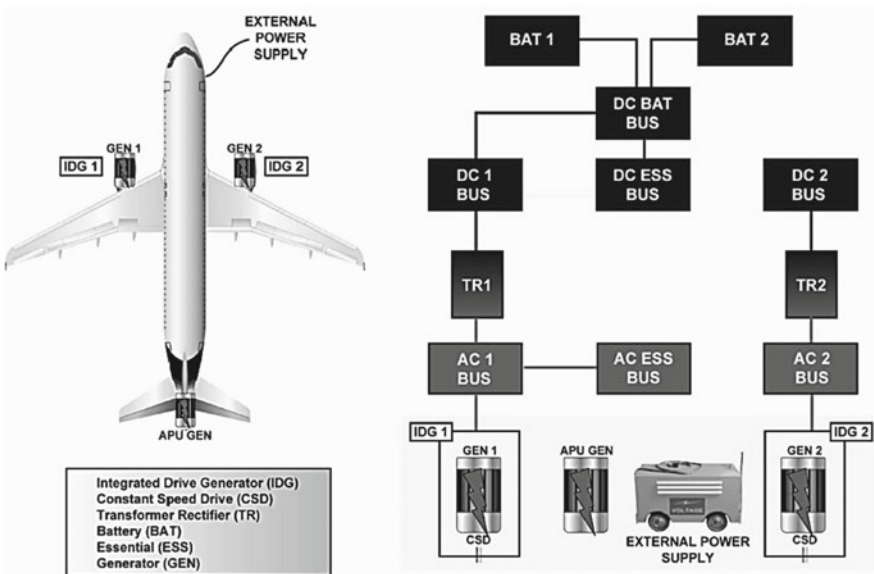 EXTERNAL
POWER
SUPPLY
GEN 1
GEN 2
IDG 1
IDG 2
APU GEN
Integrated Drive Generator (IDG)
Constant Speed Drive (CSD)
Transformer Rectifier (TR)
Battery (BAT)
Essential (ESS)
Generator (GEN)
BAT 1
BAT 2
DC BAT
BUS
DC 1
BUS
DC ESS
BUS
DC 2
BUS
TR1
TR2
AC 1
BUS
AC ESS
BUS
AC 2
BUS
IDG 1
GEN 1
CSD
APU GEN
VOLTAGE
EXTERNAL POWER
SUPPLY
IDG 2
GEN 2
CSD